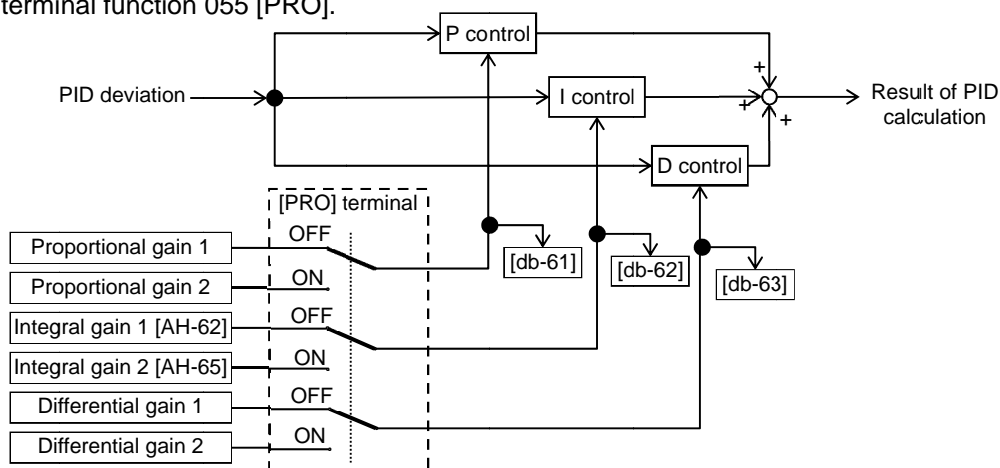 terminal function 055 [PRO].
P control
+
PID deviation
I control
+
Result of PID
calculation
+
D control
[PRO] terminal
OFF
Proportional gain 1
[db-61]
[db-62]
[db-63]
ON
Proportional gain 2
OFF
Integral gain 1 [AH-62]
ON
Integral gain 2 [AH-65]
OFF
Differential gain 1
ON
Differential gain 2